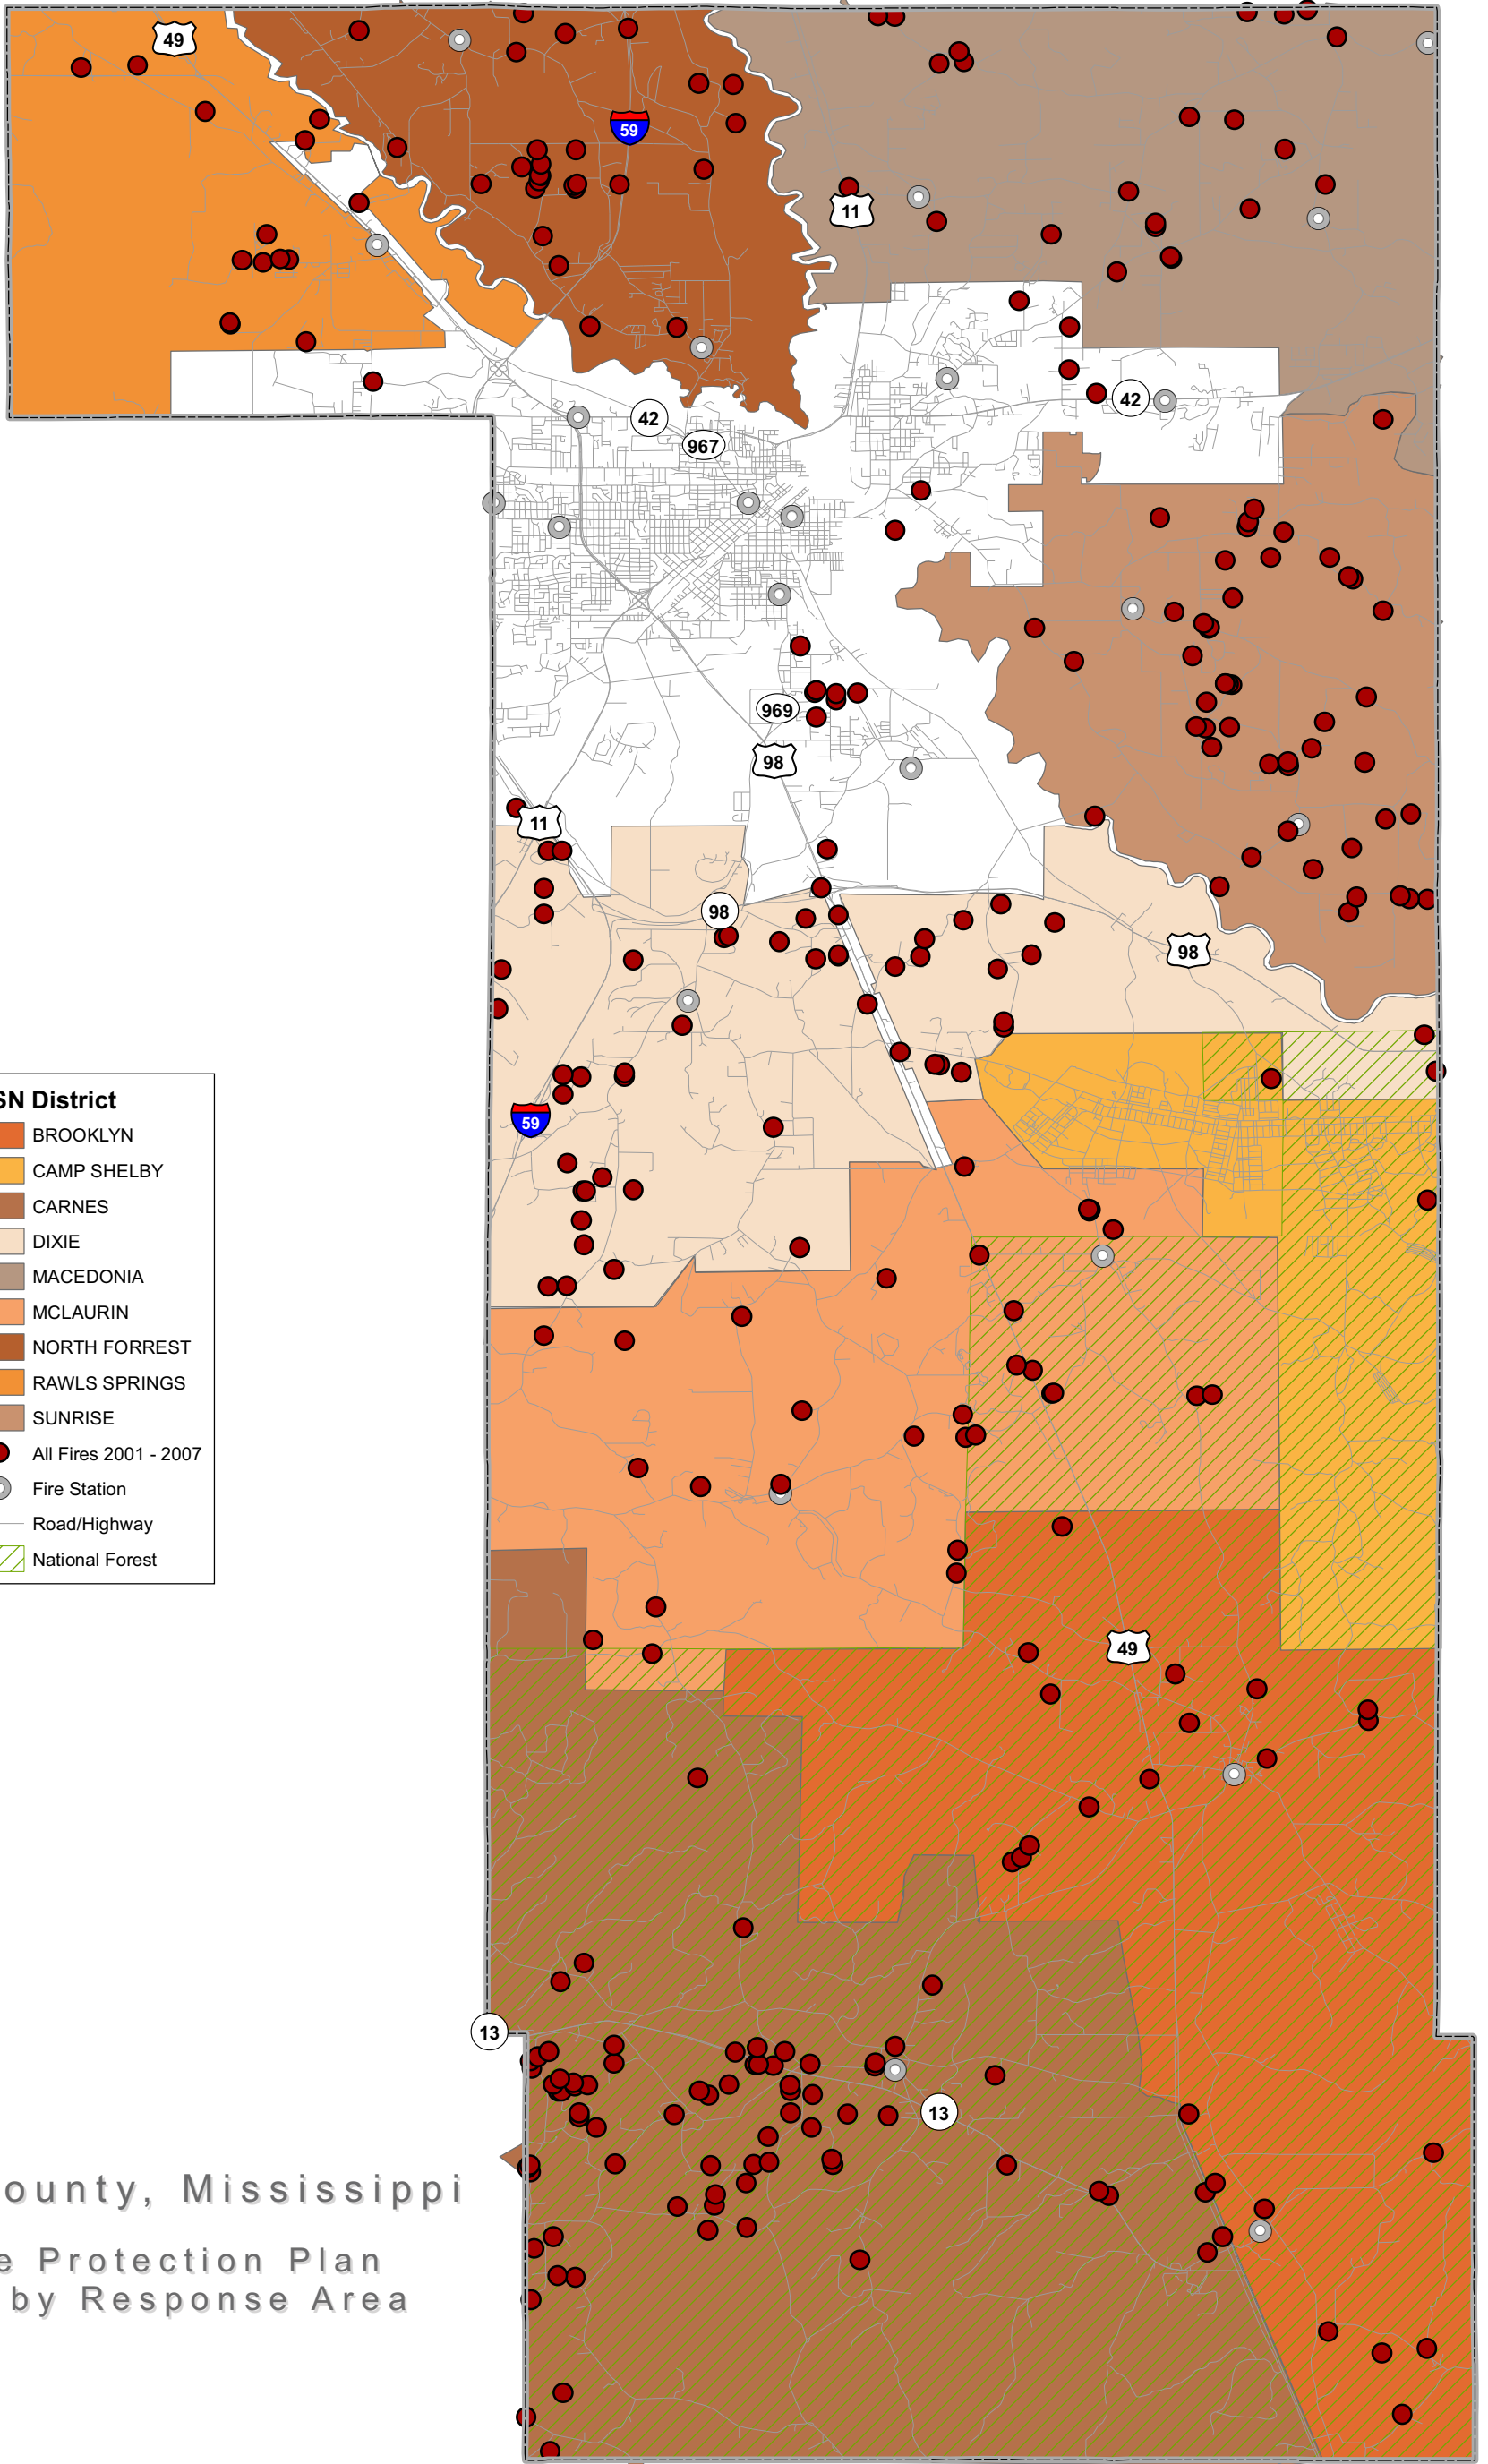 49
59
11
42
42
967
969
98
11
98
98
59
SN District
BROOKLYN
CAMP SHELBY
CARNES
DIXIE
MACEDONIA
MCLAURIN
NORTH FORREST
RAWLS SPRINGS
SUNRISE
All Fires 2001 - 2007
Fire Station
Road/Highway
National Forest
49
13
13
ounty, Mississippi
e Protection Plan
by Response Area